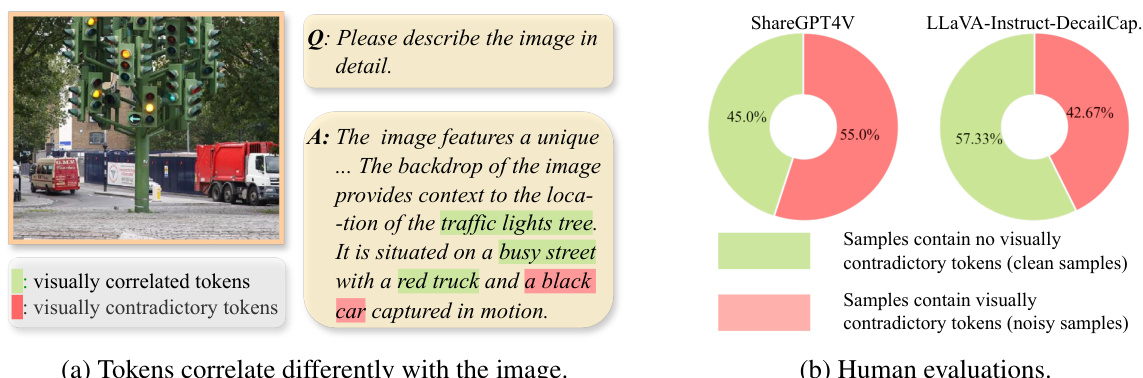 Q: Please describe the image in
detail.
A: The image features a unique
... The backdrop of the image
provides context to the loca-
-tion of the traffic lights tree.
It is situated on a busy street
with a red truck and a black
car captured in motion.
: visually correlated tokens
: visually contradictory tokens
(a) Tokens correlate differently with the image.
ShareGPT4V
45.0%
55.0%
LLaVA-Instruct-DecailCap.
57.33%
42.67%
Samples contain no visually
contradictory tokens (clean samples)
Samples contain visually
contradictory tokens (noisy samples)
(b) Human evaluations.